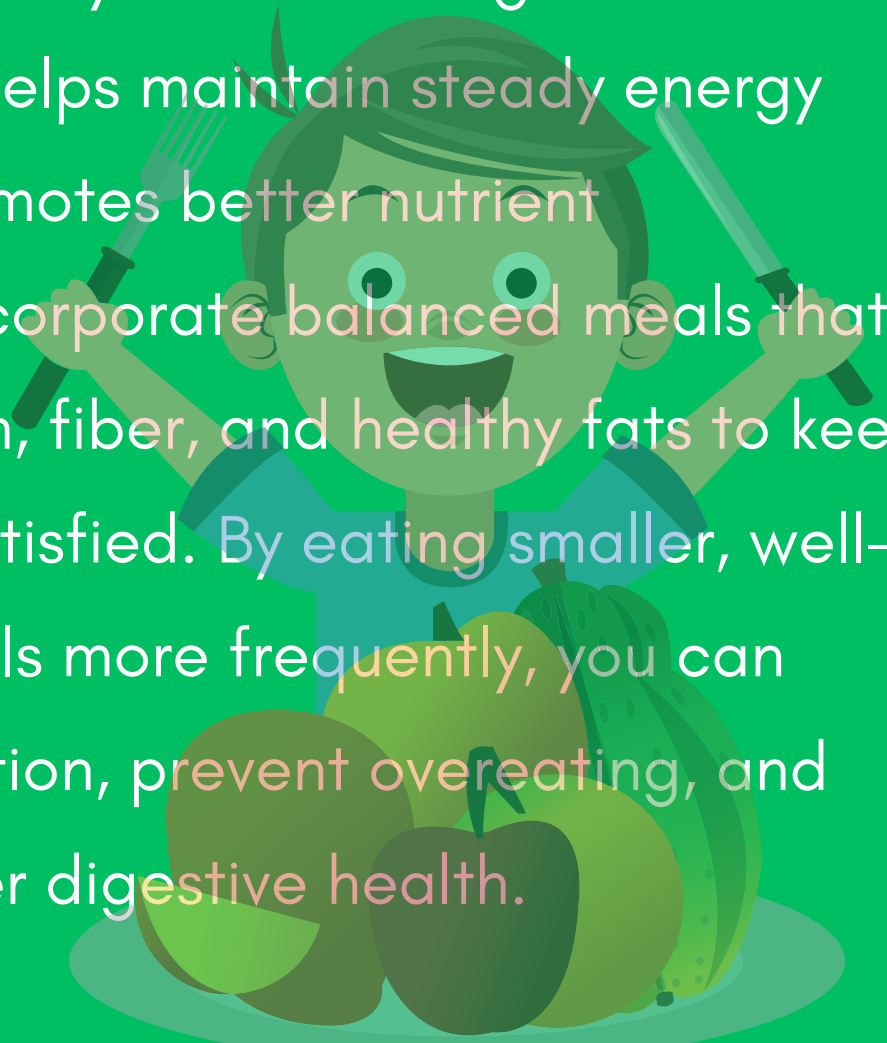 elps maintain steady energy
motes better nutrient
corporate balanced meals that
n, fiber, and healthy fats to kee
tisfied. By eating smaller, well-
ls more frequently, you can
tion, prevent overeating, and
er digestive health.